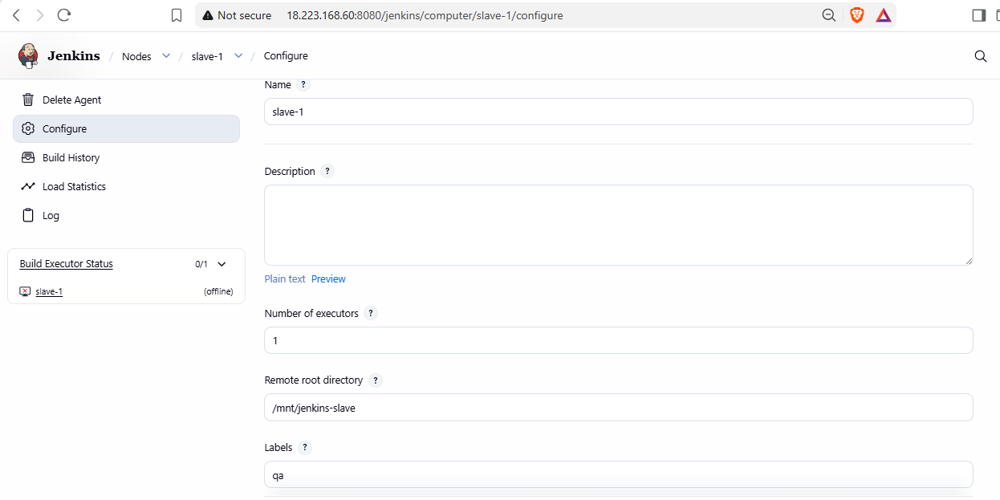 Not secure 18.223.168.60:8080/jenkins/computer/slave-1/configure
Jenkins / Nodes / slave-1 / Configure
Delete Agent
Configure
Build History
Load Statistics
Log
Build Executor Status 0/1
slave-1 (offline)
Name ?
slave-1
Description ?
Plain text Preview
Number of executors ?
1
Remote root directory ?
/mnt/jenkins-slave
Labels ?
qa